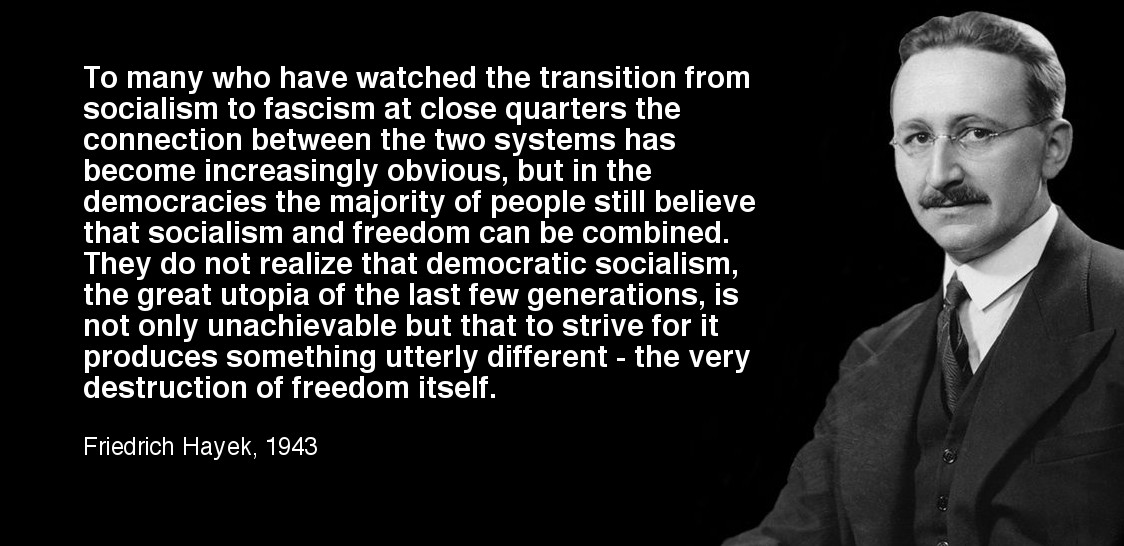 To many who have watched the transition from
socialism to fascism at close quarters the
connection between the two systems has
become increasingly obvious, but in the
democracies the majority of people still believe
that socialism and freedom can be combined.
They do not realize that democratic socialism,
the great utopia of the last few generations, is
not only unachievable but that to strive for it
produces something utterly different - the very
destruction of freedom itself.
Friedrich Hayek, 1943